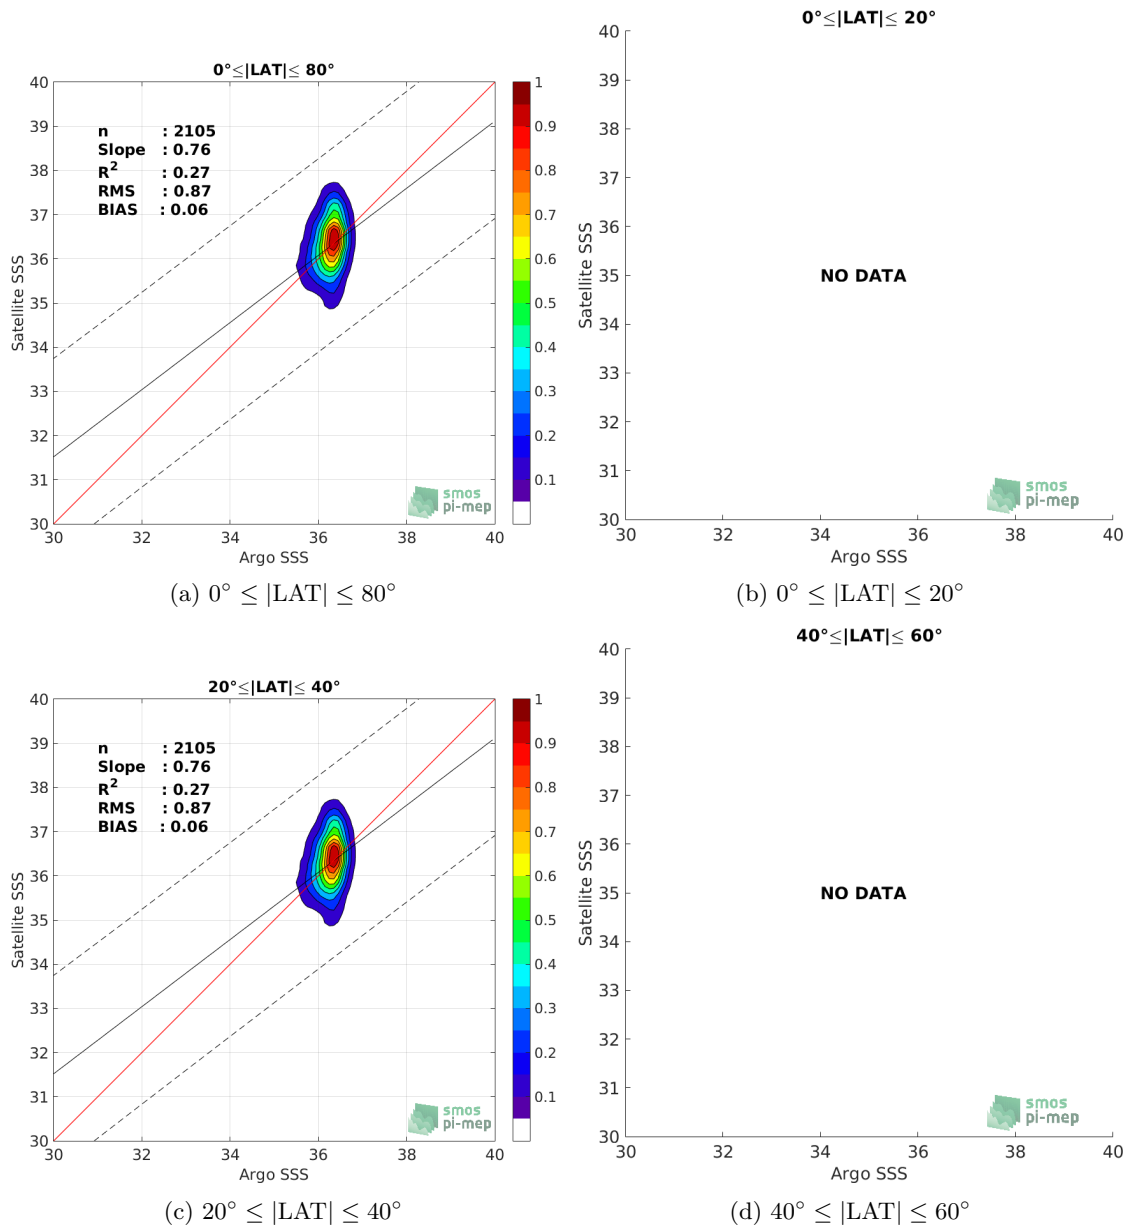 0°≤|LAT|≤ 80°
40
39
38
37
36
35
34
33
32
31
30
Satellite SSS
n : 2105
Slope : 0.76
R² : 0.27
RMS : 0.87
BIAS : 0.06
smos
pi-mep
30 32 34 36 38 40
Argo SSS
1
0.9
0.8
0.7
0.6
0.5
0.4
0.3
0.2
0.1
(a) 0° ≤ |LAT| ≤ 80°
0°≤|LAT|≤ 20°
40
39
38
37
36
35
34
33
32
31
30
Satellite SSS
NO DATA
smos
pi-mep
30 32 34 36 38 40
Argo SSS
(b) 0° ≤ |LAT| ≤ 20°
20°≤|LAT|≤ 40°
40
39
38
37
36
35
34
33
32
31
30
Satellite SSS
n : 2105
Slope : 0.76
R² : 0.27
RMS : 0.87
BIAS : 0.06
smos
pi-mep
30 32 34 36 38 40
Argo SSS
1
0.9
0.8
0.7
0.6
0.5
0.4
0.3
0.2
0.1
(c) 20° ≤ |LAT| ≤ 40°
40°≤|LAT|≤ 60°
40
39
38
37
36
35
34
33
32
31
30
Satellite SSS
NO DATA
smos
pi-mep
30 32 34 36 38 40
Argo SSS
(d) 40° ≤ |LAT| ≤ 60°